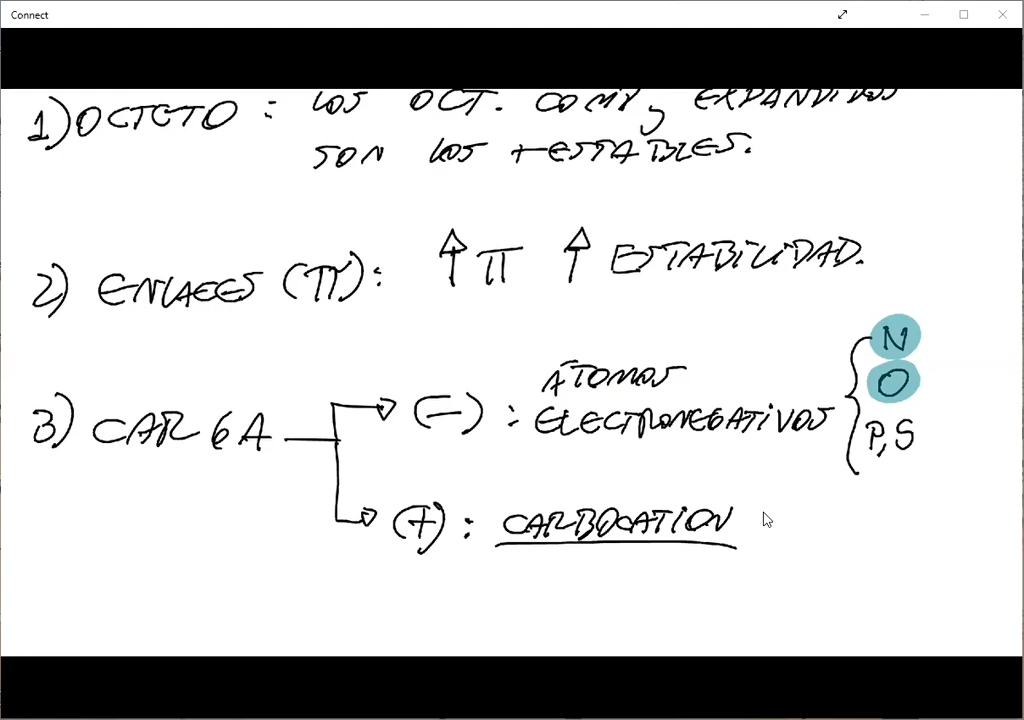 Connect
1) OCTETO : LOS OCT. COMP, EXPANDIDOS
SON LOS + ESTABLES.
2) ENLACES (π): ↑ π ↑ ESTABILIDAD.
3) CARGA
(-) : ÁTOMOS
ELECTRONEGATIVOS
N
O
P, S
(+) : CARBOCATION